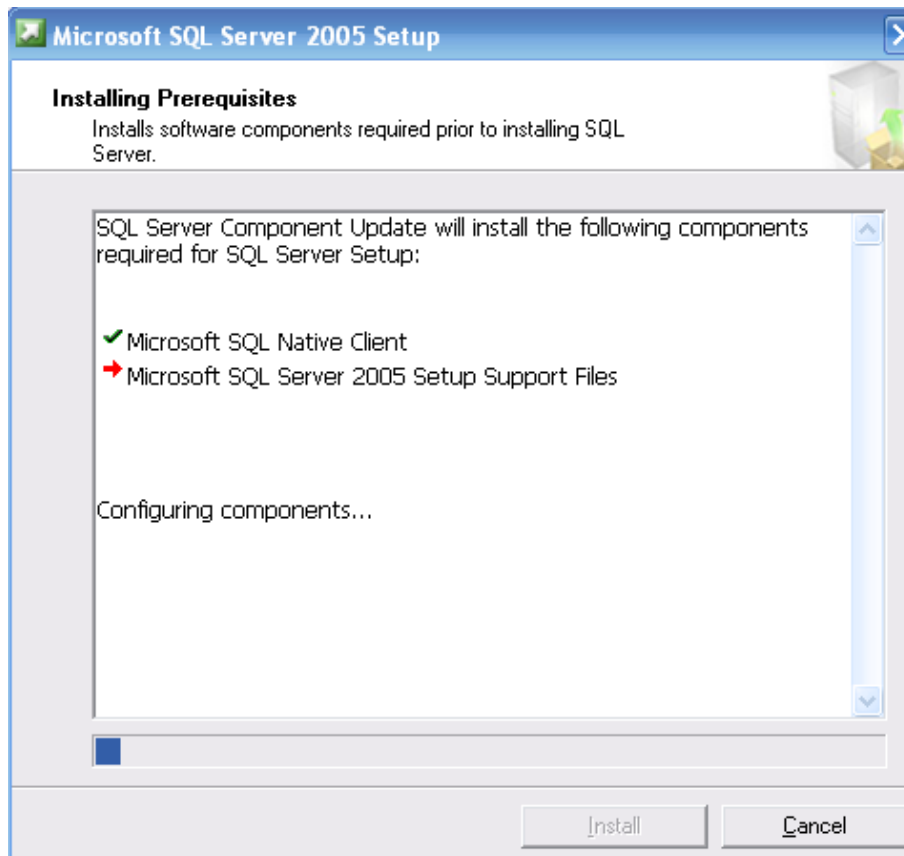 Microsoft SQL Server 2005 Setup
Installing Prerequisites
Installs software components required prior to installing SQL
Server.
SQL Server Component Update will install the following components
required for SQL Server Setup:
Microsoft SQL Native Client
Microsoft SQL Server 2005 Setup Support Files
Configuring components...
Install
Cancel